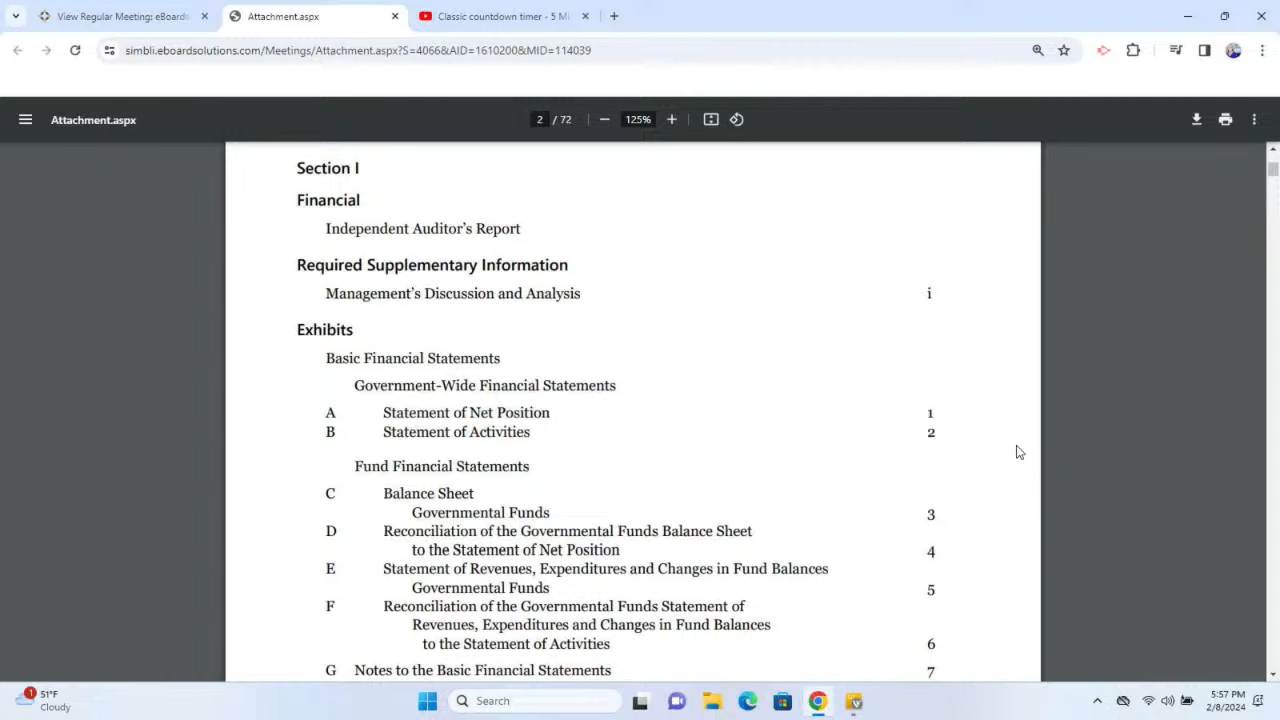 View Regular Meeting: eBoards
Attachment.aspx
Classic countdown timer - 5 Mi
simbli.eboardsolutions.com/Meetings/Attachment.aspx?S=4066&AID=1610200&MID=114039
Attachment.aspx
2 / 72
125%
Section I
Financial
Independent Auditor's Report
Required Supplementary Information
Management's Discussion and Analysis i
Exhibits
Basic Financial Statements
Government-Wide Financial Statements
A Statement of Net Position 1
B Statement of Activities 2
Fund Financial Statements
C Balance Sheet
Governmental Funds 3
D Reconciliation of the Governmental Funds Balance Sheet
to the Statement of Net Position 4
E Statement of Revenues, Expenditures and Changes in Fund Balances
Governmental Funds 5
F Reconciliation of the Governmental Funds Statement of
Revenues, Expenditures and Changes in Fund Balances
to the Statement of Activities 6
G Notes to the Basic Financial Statements 7
1
51°F
Cloudy
Search
5:57 PM
2/8/2024